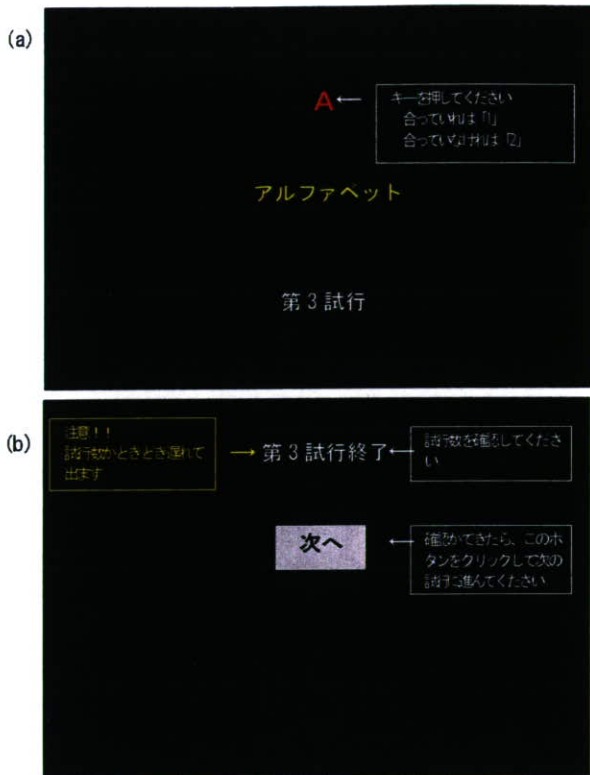 (a)
A ←
キーを押してください
合っていれば「1」
合っていなければ「2」
アルファベット
第3試行
(b)
注意!!
試行数がときどき遅れて
出ます
→ 第3試行終了 ←
試行数を確認してくださ
い
次へ
←
確認ができたら、このボ
タンをクリックして次の
試行に進んでください